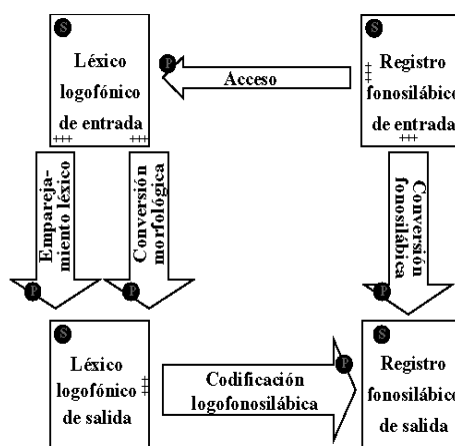 S
Léxico
logofónico
de entrada
+++ +++
P
Acceso
S
Registro
fonosilábico
de entrada
‡‡
+++
Empareja-
miento léxico
P
Conversión
morfológica
P
Conversión
fonosilábica
P
S
Léxico
logofónico
de salida
‡‡
Codificación
logofonosilábica
P
S
Registro
fonosilábico
de salida